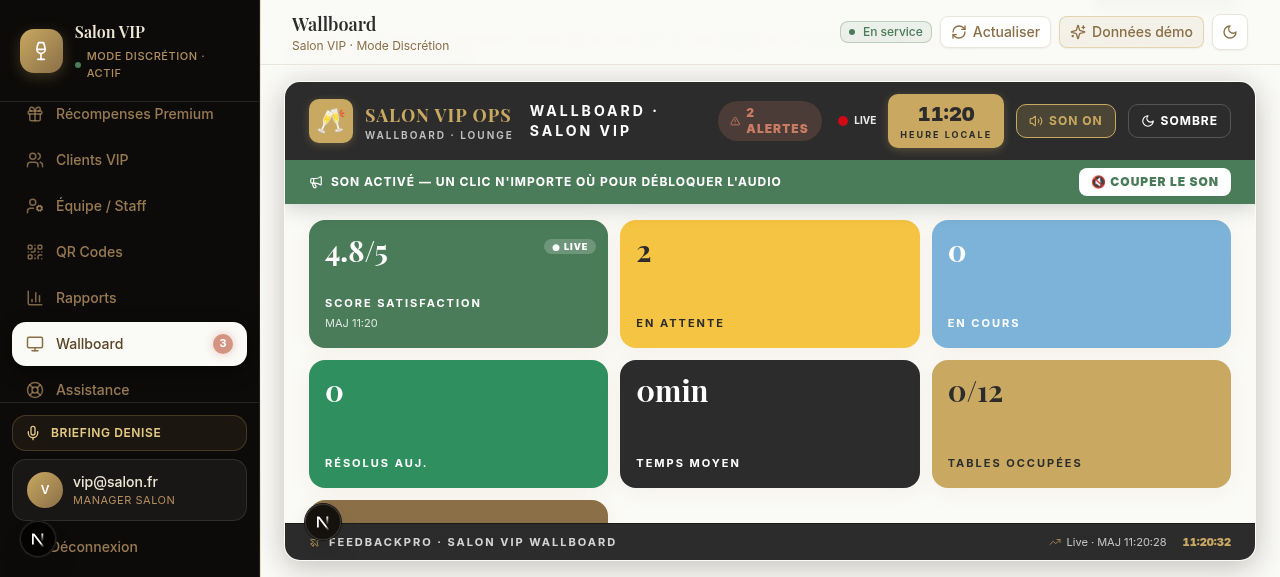 Salon VIP
MODE DISCRÉTION ·
ACTIF
Récompenses Premium
Clients VIP
Équipe / Staff
QR Codes
Rapports
Wallboard 3
Assistance
BRIEFING DENISE
V
vip@salon.fr
MANAGER SALON
N
Déconnexion
Wallboard
Salon VIP · Mode Discrétion
En service
Actualiser
Données démo
SALON VIP OPS
WALLBOARD · LOUNGE
WALLBOARD ·
SALON VIP
2
ALERTES
LIVE
11:20
HEURE LOCALE
SON ON
SOMBRE
SON ACTIVÉ — UN CLIC N'IMPORTE OÙ POUR DÉBLOQUER L'AUDIO
COUPER LE SON
4.8/5
LIVE
SCORE SATISFACTION
MAJ 11:20
2
EN ATTENTE
0
EN COURS
0
RÉSOLUS AUJ.
0min
TEMPS MOYEN
0/12
TABLES OCCUPÉES
N
FEEDBACKPRO · SALON VIP WALLBOARD
Live · MAJ 11:20:28
11:20:32